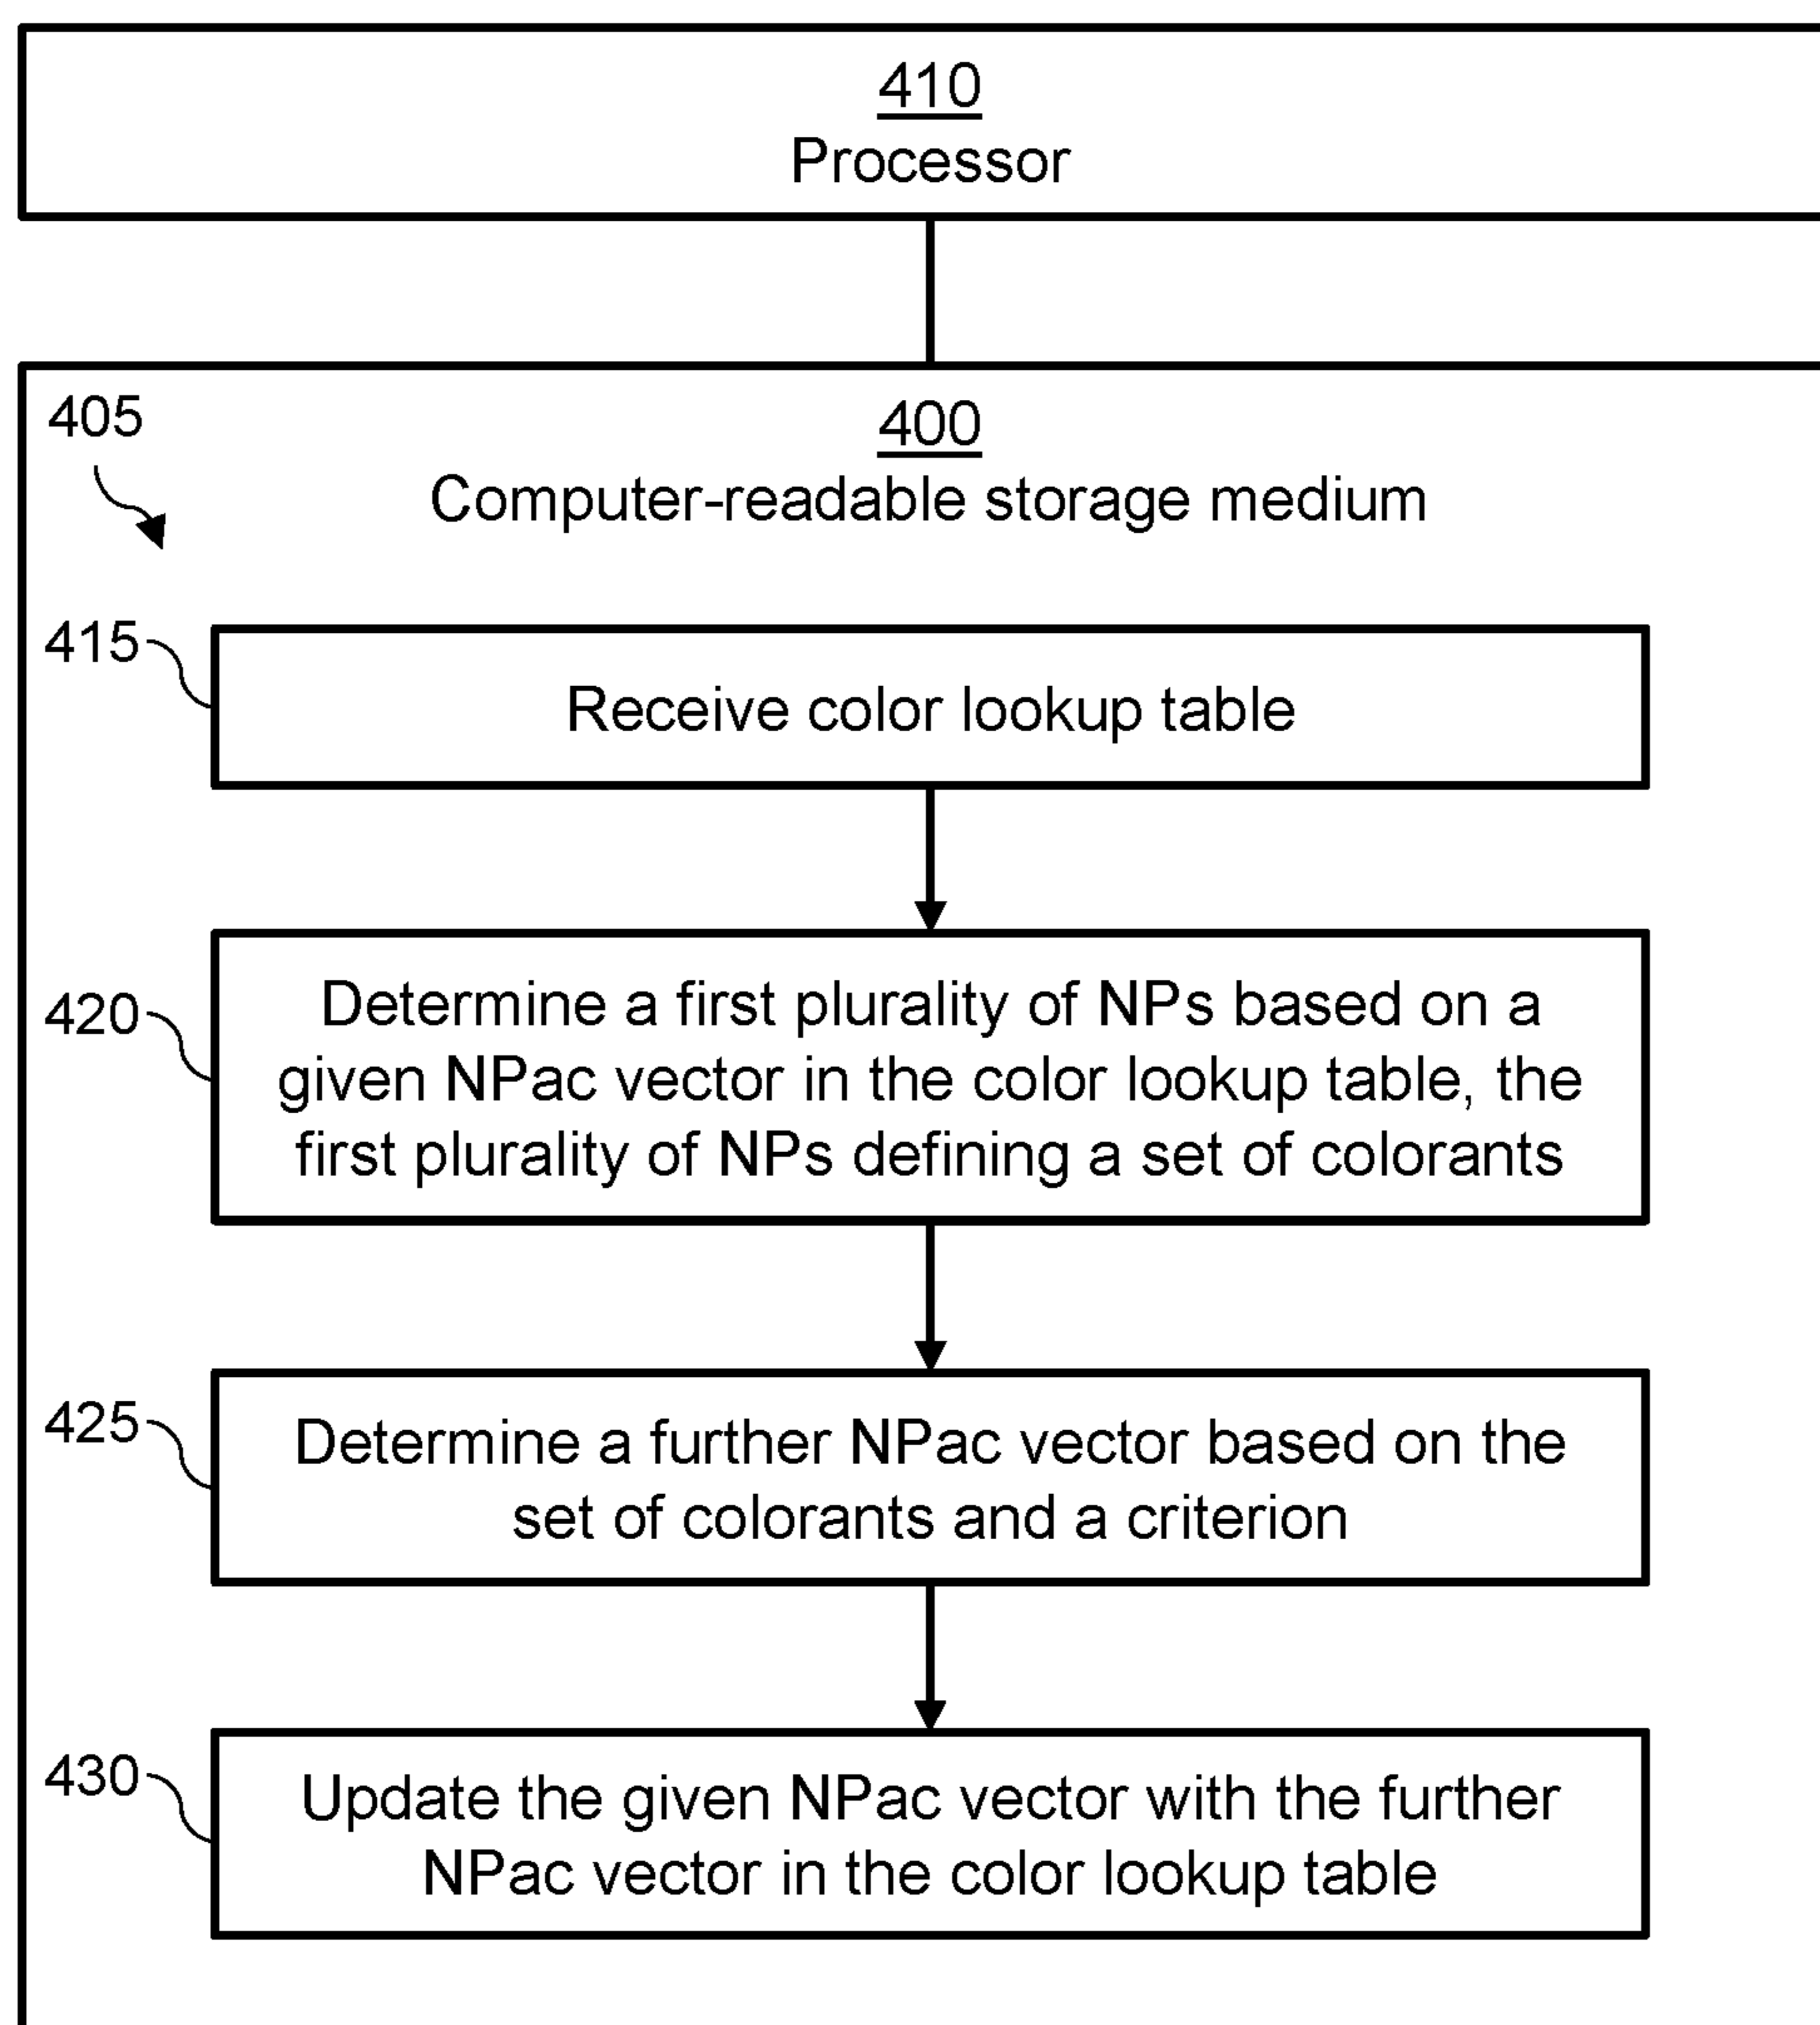 410
Processor
405
400
Computer-readable storage medium
415
Receive color lookup table
420
Determine a first plurality of NPs based on a
given NPac vector in the color lookup table, the
first plurality of NPs defining a set of colorants
425
Determine a further NPac vector based on the
set of colorants and a criterion
430
Update the given NPac vector with the further
NPac vector in the color lookup table